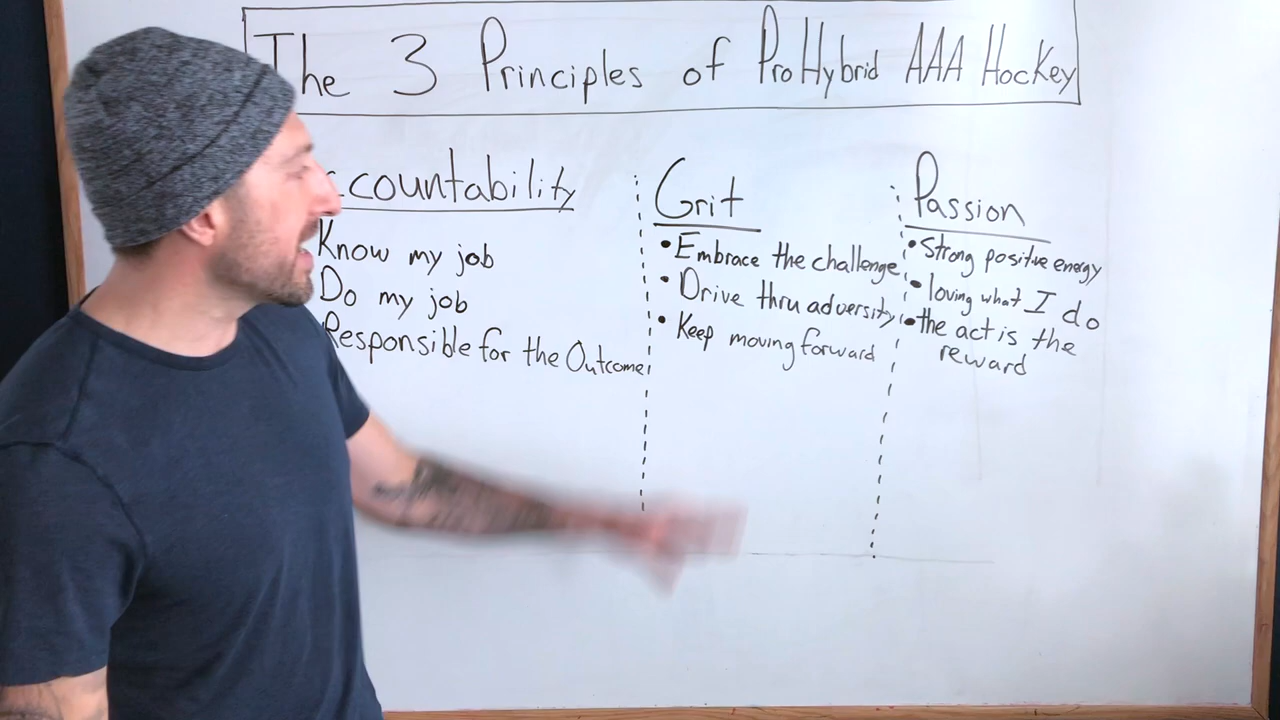 The 3 Principles of ProHybrid AAA Hockey
ccountability
Know my job
Do my job
Responsible for the Outcome
Grit
• Embrace the challenge
• Drive thru adversity
• Keep moving forward
Passion
• Strong positive energy
• loving what I do
• the act is the
reward